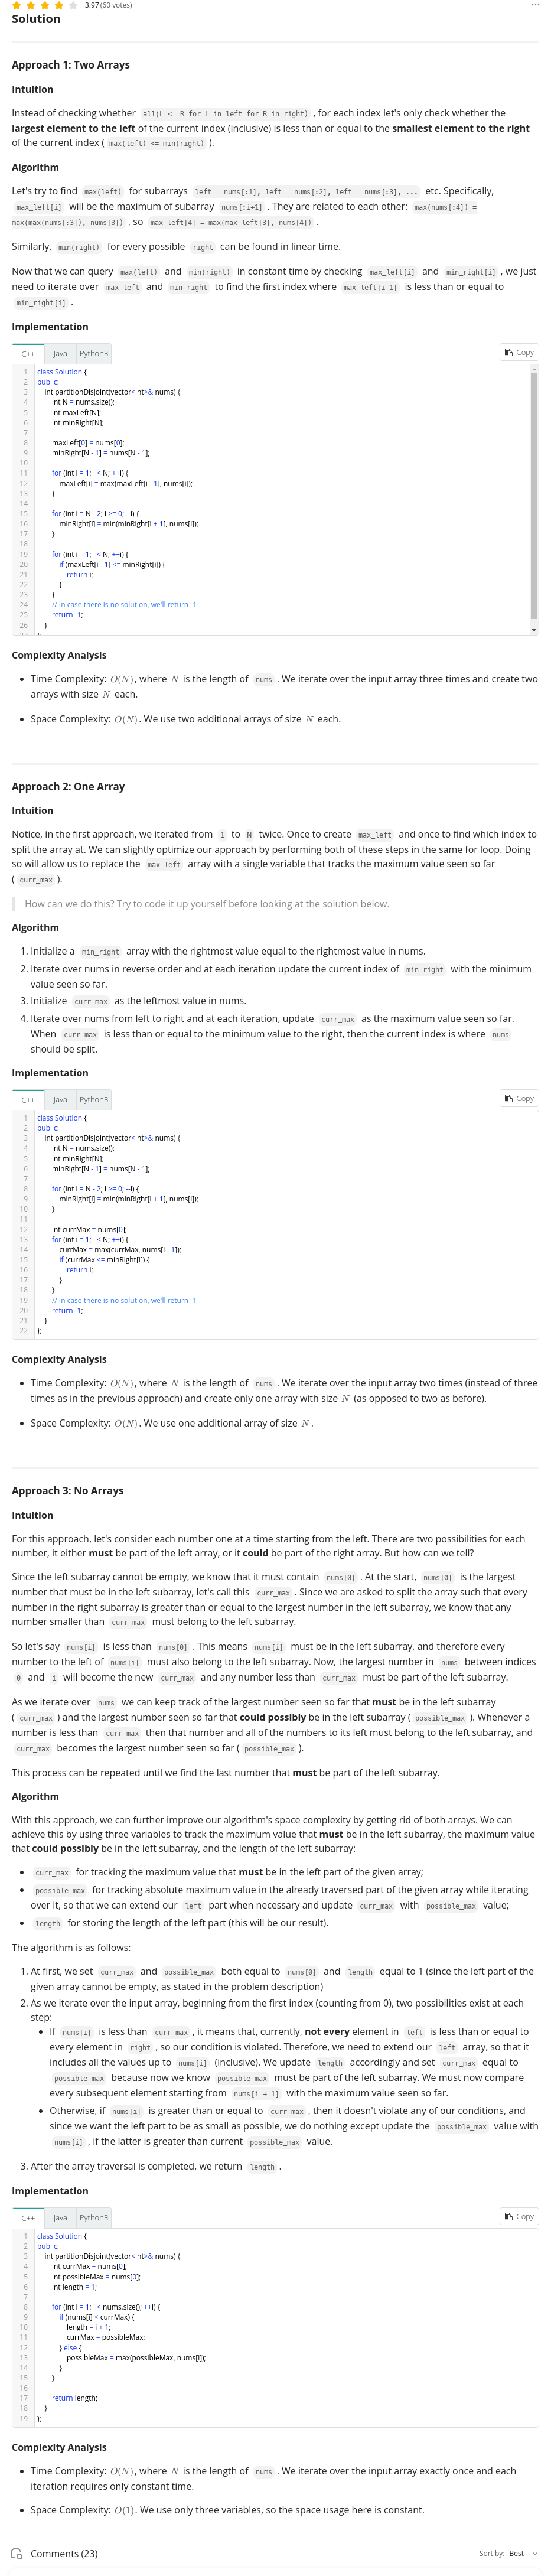 3.97 (60 votes)
Solution
Approach 1: Two Arrays
Intuition
Instead of checking whether all(L <= R for L in left for R in right) , for each index let's only check whether the
largest element to the left of the current index (inclusive) is less than or equal to the smallest element to the right
of the current index ( max(left) <= min(right) ).
Algorithm
Let's try to find max(left) for subarrays left = nums[:1], left = nums[:2], left = nums[:3], ... etc. Specifically,
max_left[i] will be the maximum of subarray nums[:i+1] . They are related to each other: max(nums[:4]) =
max(max(nums[:3]), nums[3]) , so max_left[4] = max(max_left[3], nums[4]) .
Similarly, min(right) for every possible right can be found in linear time.
Now that we can query max(left) and min(right) in constant time by checking max_left[i] and min_right[i] , we just
need to iterate over max_left and min_right to find the first index where max_left[i-1] is less than or equal to
min_right[i] .
Implementation
C++ Java Python3 Copy
1 class Solution {
2 public:
3 int partitionDisjoint(vector<int>& nums) {
4 int N = nums.size();
5 int maxLeft[N];
6 int minRight[N];
7
8 maxLeft[0] = nums[0];
9 minRight[N - 1] = nums[N - 1];
10
11 for (int i = 1; i < N; ++i) {
12 maxLeft[i] = max(maxLeft[i - 1], nums[i]);
13 }
14
15 for (int i = N - 2; i >= 0; --i) {
16 minRight[i] = min(minRight[i + 1], nums[i]);
17 }
18
19 for (int i = 1; i < N; ++i) {
20 if (maxLeft[i - 1] <= minRight[i]) {
21 return i;
22 }
23 }
24 // In case there is no solution, we'll return -1
25 return -1;
26 }
27 };
Complexity Analysis
• Time Complexity: O(N), where N is the length of nums . We iterate over the input array three times and create two
arrays with size N each.
• Space Complexity: O(N). We use two additional arrays of size N each.
Approach 2: One Array
Intuition
Notice, in the first approach, we iterated from 1 to N twice. Once to create max_left and once to find which index to
split the array at. We can slightly optimize our approach by performing both of these steps in the same for loop. Doing
so will allow us to replace the max_left array with a single variable that tracks the maximum value seen so far
( curr_max ).
How can we do this? Try to code it up yourself before looking at the solution below.
Algorithm
1. Initialize a min_right array with the rightmost value equal to the rightmost value in nums.
2. Iterate over nums in reverse order and at each iteration update the current index of min_right with the minimum
value seen so far.
3. Initialize curr_max as the leftmost value in nums.
4. Iterate over nums from left to right and at each iteration, update curr_max as the maximum value seen so far.
When curr_max is less than or equal to the minimum value to the right, then the current index is where nums
should be split.
Implementation
C++ Java Python3 Copy
1 class Solution {
2 public:
3 int partitionDisjoint(vector<int>& nums) {
4 int N = nums.size();
5 int minRight[N];
6 minRight[N - 1] = nums[N - 1];
7
8 for (int i = N - 2; i >= 0; --i) {
9 minRight[i] = min(minRight[i + 1], nums[i]);
10 }
11
12 int currMax = nums[0];
13 for (int i = 1; i < N; ++i) {
14 currMax = max(currMax, nums[i - 1]);
15 if (currMax <= minRight[i]) {
16 return i;
17 }
18 }
19 // In case there is no solution, we'll return -1
20 return -1;
21 }
22 };
Complexity Analysis
• Time Complexity: O(N), where N is the length of nums . We iterate over the input array two times (instead of three
times as in the previous approach) and create only one array with size N (as opposed to two as before).
• Space Complexity: O(N). We use one additional array of size N .
Approach 3: No Arrays
Intuition
For this approach, let's consider each number one at a time starting from the left. There are two possibilities for each
number, it either must be part of the left array, or it could be part of the right array. But how can we tell?
Since the left subarray cannot be empty, we know that it must contain nums[0] . At the start, nums[0] is the largest
number that must be in the left subarray, let's call this curr_max . Since we are asked to split the array such that every
number in the right subarray is greater than or equal to the largest number in the left subarray, we know that any
number smaller than curr_max must belong to the left subarray.
So let's say nums[i] is less than nums[0] . This means nums[i] must be in the left subarray, and therefore every
number to the left of nums[i] must also belong to the left subarray. Now, the largest number in nums between indices
0 and i will become the new curr_max and any number less than curr_max must be part of the left subarray.
As we iterate over nums we can keep track of the largest number seen so far that must be in the left subarray
( curr_max ) and the largest number seen so far that could possibly be in the left subarray ( possible_max ). Whenever a
number is less than curr_max then that number and all of the numbers to its left must belong to the left subarray, and
curr_max becomes the largest number seen so far ( possible_max ).
This process can be repeated until we find the last number that must be part of the left subarray.
Algorithm
With this approach, we can further improve our algorithm's space complexity by getting rid of both arrays. We can
achieve this by using three variables to track the maximum value that must be in the left subarray, the maximum value
that could possibly be in the left subarray, and the length of the left subarray:
• curr_max for tracking the maximum value that must be in the left part of the given array;
• possible_max for tracking absolute maximum value in the already traversed part of the given array while iterating
over it, so that we can extend our left part when necessary and update curr_max with possible_max value;
• length for storing the length of the left part (this will be our result).
The algorithm is as follows:
1. At first, we set curr_max and possible_max both equal to nums[0] and length equal to 1 (since the left part of the
given array cannot be empty, as stated in the problem description)
2. As we iterate over the input array, beginning from the first index (counting from 0), two possibilities exist at each
step:
• If nums[i] is less than curr_max , it means that, currently, not every element in left is less than or equal to
every element in right , so our condition is violated. Therefore, we need to extend our left array, so that it
includes all the values up to nums[i] (inclusive). We update length accordingly and set curr_max equal to
possible_max because now we know possible_max must be part of the left subarray. We must now compare
every subsequent element starting from nums[i + 1] with the maximum value seen so far.
• Otherwise, if nums[i] is greater than or equal to curr_max , then it doesn't violate any of our conditions, and
since we want the left part to be as small as possible, we do nothing except update the possible_max value with
nums[i] , if the latter is greater than current possible_max value.
3. After the array traversal is completed, we return length .
Implementation
C++ Java Python3 Copy
1 class Solution {
2 public:
3 int partitionDisjoint(vector<int>& nums) {
4 int currMax = nums[0];
5 int possibleMax = nums[0];
6 int length = 1;
7
8 for (int i = 1; i < nums.size(); ++i) {
9 if (nums[i] < currMax) {
10 length = i + 1;
11 currMax = possibleMax;
12 } else {
13 possibleMax = max(possibleMax, nums[i]);
14 }
15 }
16
17 return length;
18 }
19 };
Complexity Analysis
• Time Complexity: O(N), where N is the length of nums . We iterate over the input array exactly once and each
iteration requires only constant time.
• Space Complexity: O(1). We use only three variables, so the space usage here is constant.
Comments (23) Sort by: Best